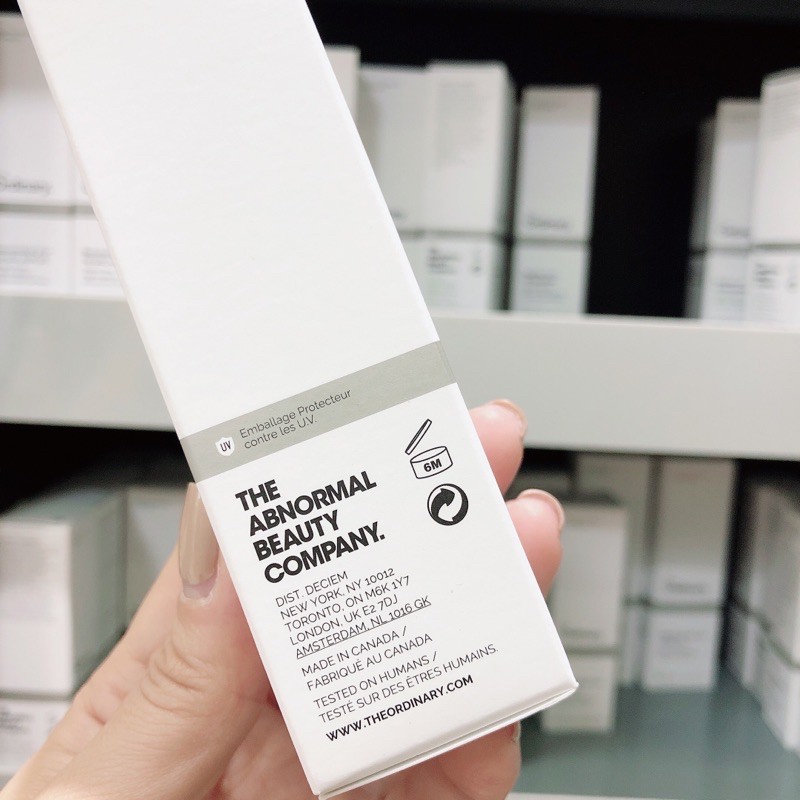 UV
Emballage Protecteur
contre les U.V.
6M
THE
ABNORMAL
BEAUTY
COMPANY.
DIST. DECIEM
NEW YORK, NY 10012
TORONTO, ON M6K 1Y7
LONDON, UK E2 7DJ
AMSTERDAM, NL 1016 GK
MADE IN CANADA /
FABRIQUÉ AU CANADA
TESTED ON HUMANS /
TESTÉ SUR DES ÊTRES HUMAINS.
WWW.THEORDINARY.COM